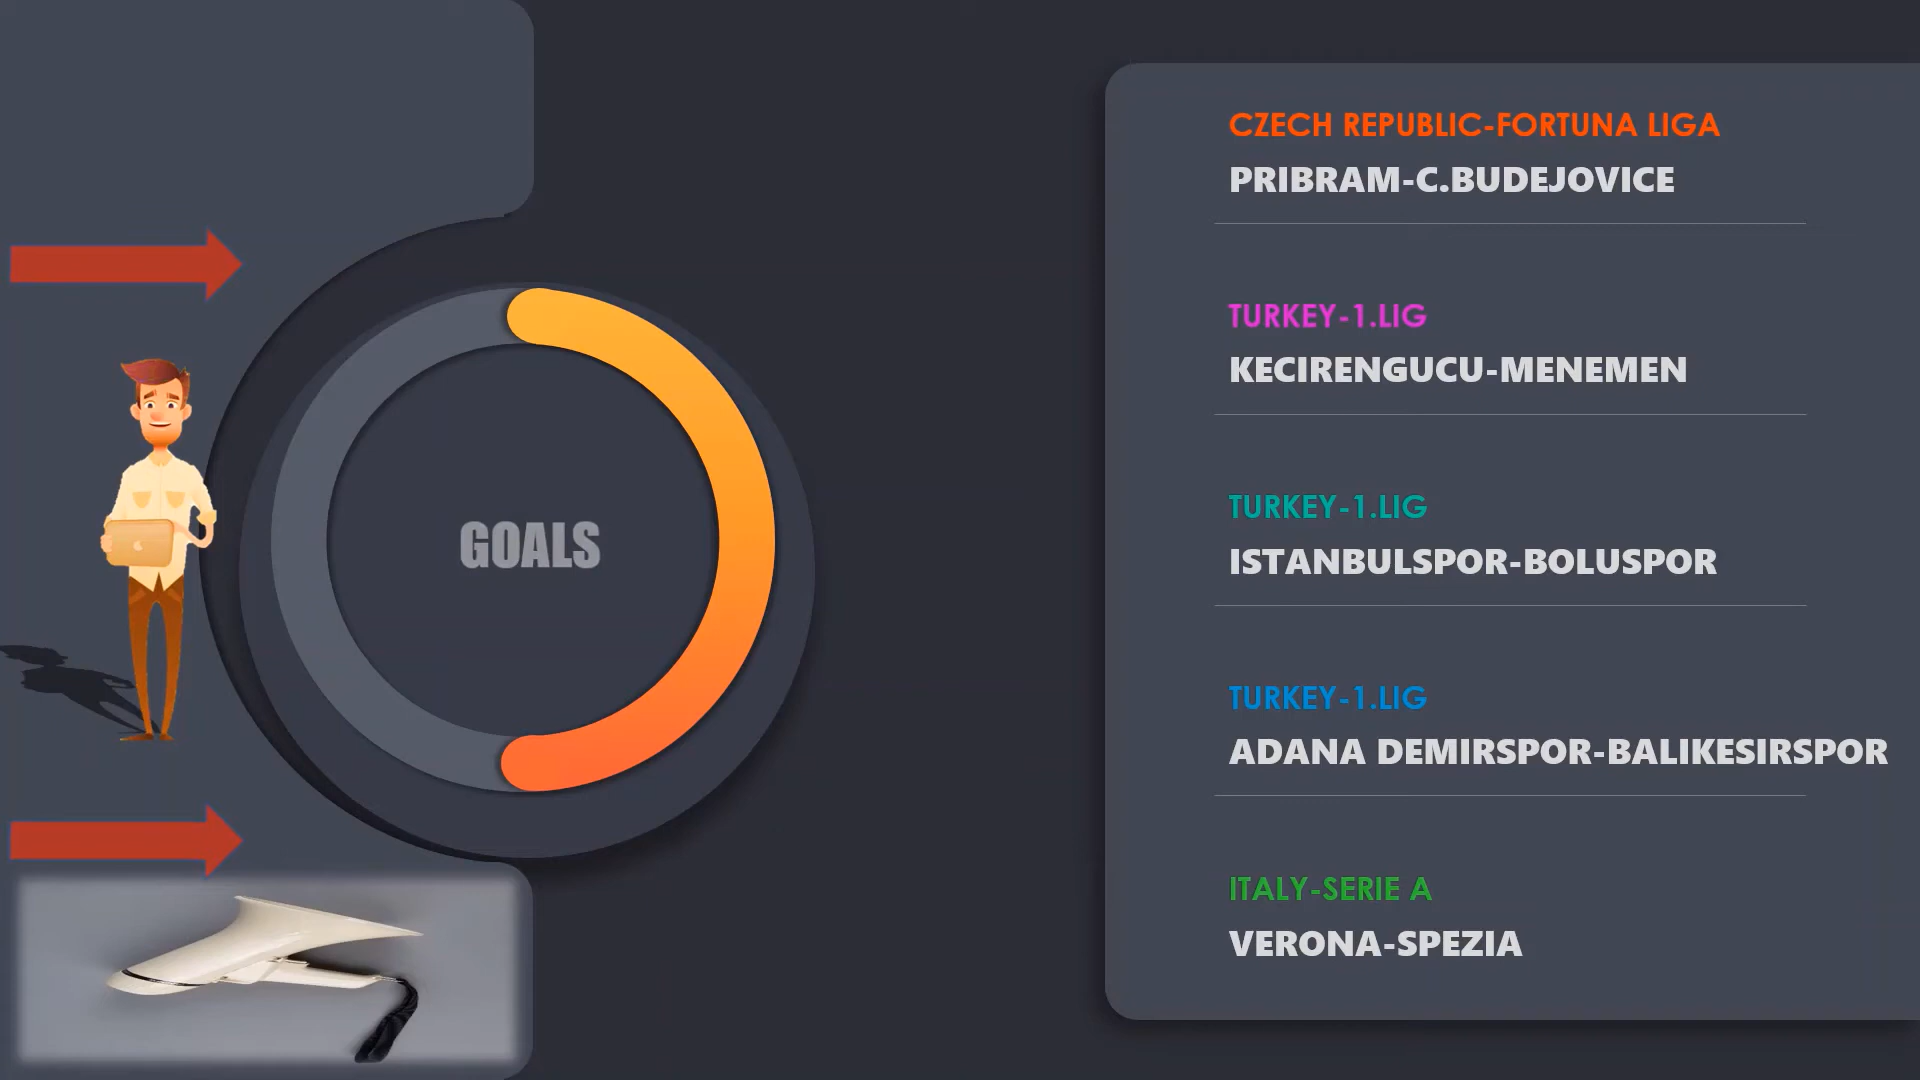 GOALS
CZECH REPUBLIC-FORTUNA LIGA
PRIBRAM-C.BUDEJOVICE
TURKEY-1.LIG
KECIRENGUCU-MENEMEN
TURKEY-1.LIG
ISTANBULSPOR-BOLUSPOR
TURKEY-1.LIG
ADANA DEMIRSPOR-BALIKESIRSPOR
ITALY-SERIE A
VERONA-SPEZIA